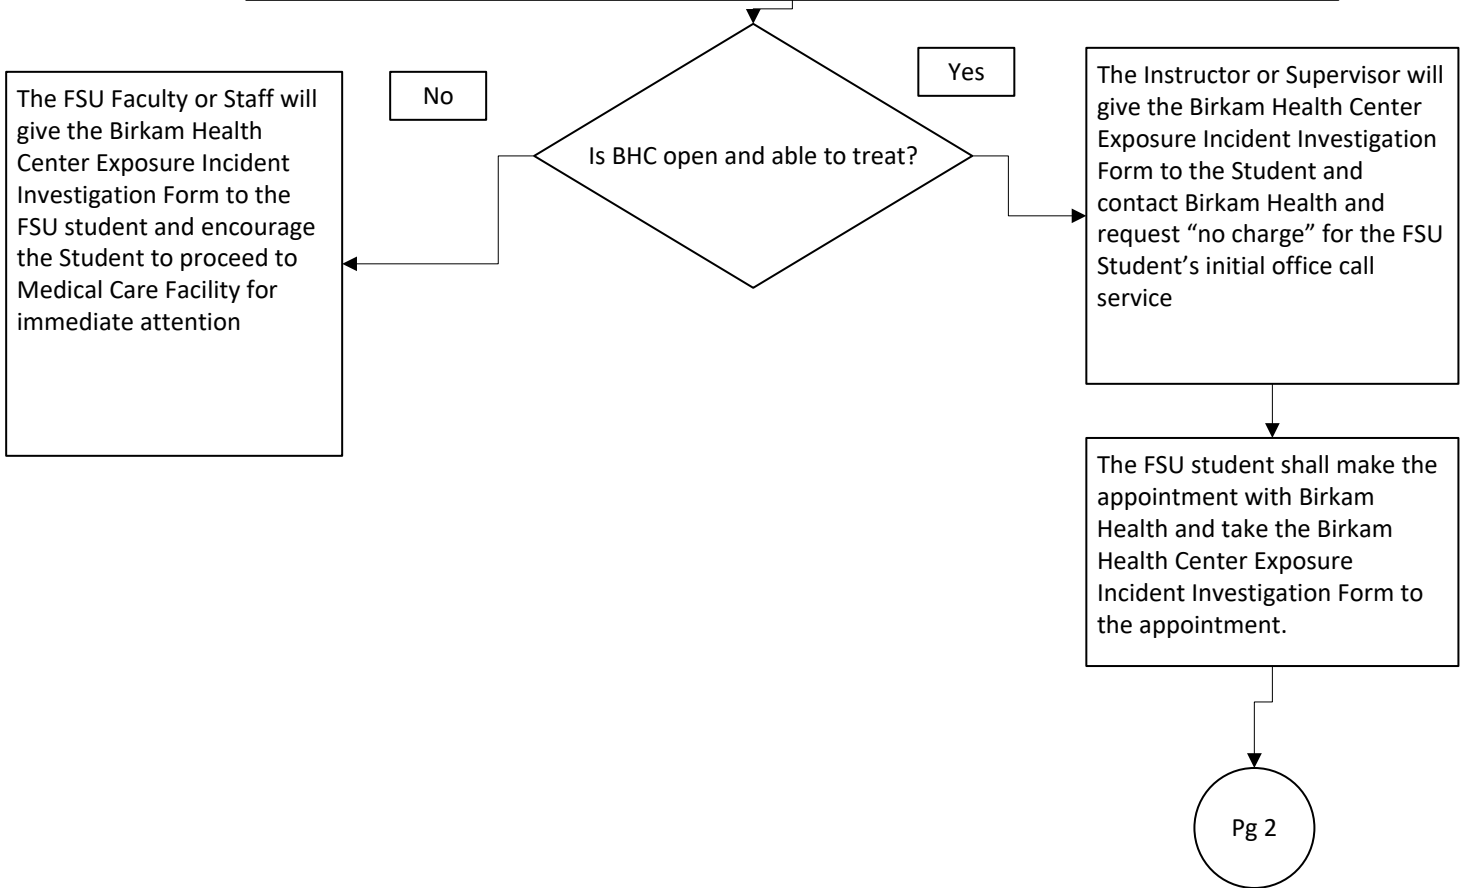 No
Yes
The FSU Faculty or Staff will
give the Birkam Health
Center Exposure Incident
Investigation Form to the
FSU student and encourage
the Student to proceed to
Medical Care Facility for
immediate attention
Is BHC open and able to treat?
The Instructor or Supervisor will
give the Birkam Health Center
Exposure Incident Investigation
Form to the Student and
contact Birkam Health and
request “no charge” for the FSU
Student’s initial office call
service
The FSU student shall make the
appointment with Birkam
Health and take the Birkam
Health Center Exposure
Incident Investigation Form to
the appointment.
Pg 2